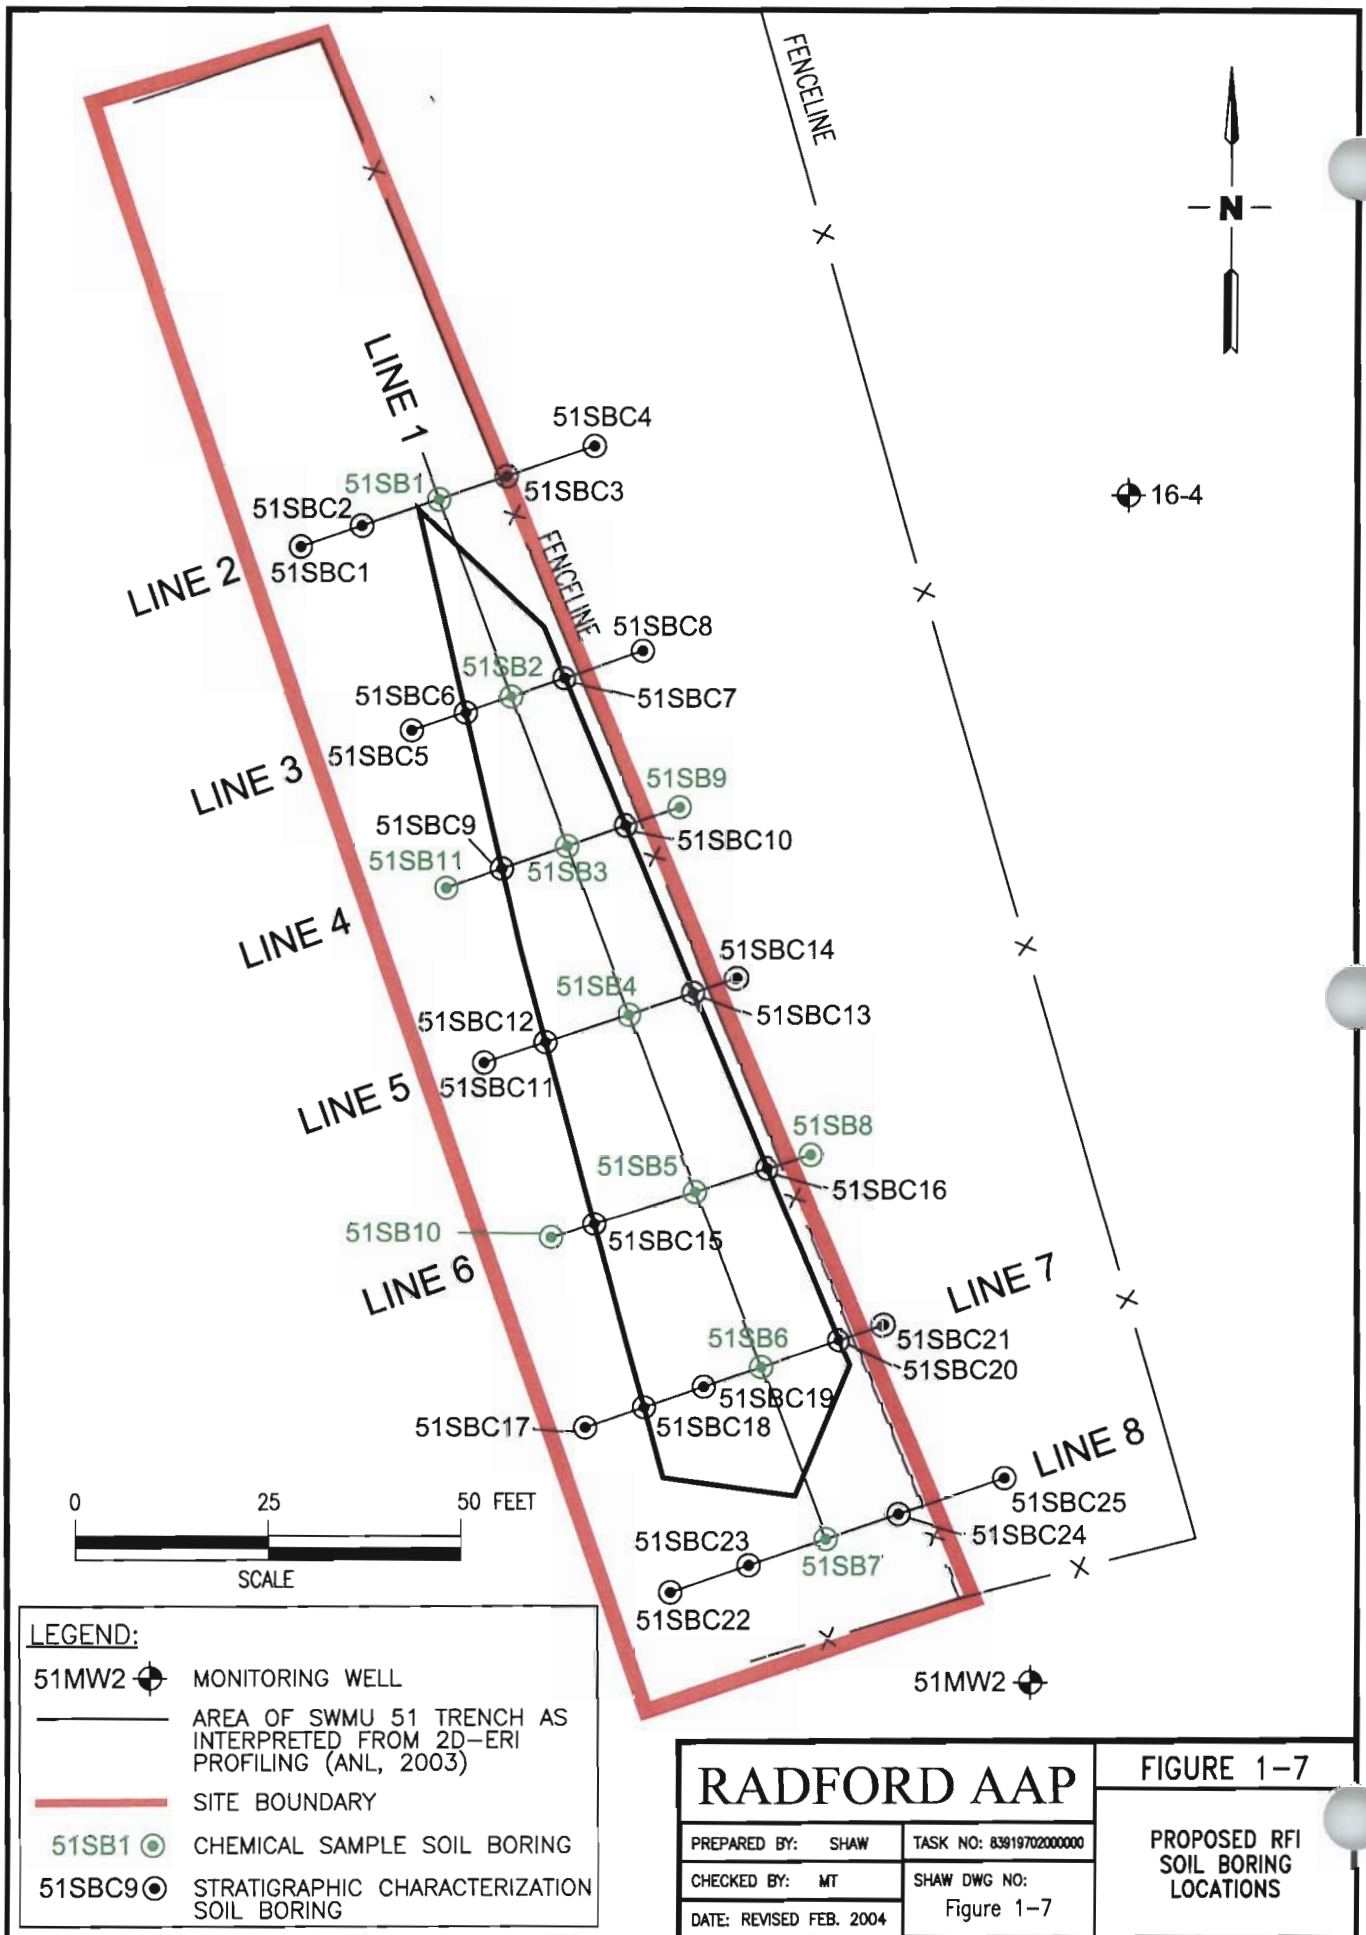 FENCELINE
N
LINE 1
51SBC4
51SB1
51SBC3
51SBC2
51SBC1
16-4
LINE 2
FENCELINE
51SBC8
51SB2
51SBC7
51SBC6
51SBC5
LINE 3
51SB9
51SBC9
51SBC10
51SB11
51SB3
LINE 4
51SBC14
51SB4
51SBC13
51SBC12
51SBC11
LINE 5
51SB8
51SB5
51SBC16
51SB10
51SBC15
LINE 6
LINE 7
51SB6
51SBC21
51SBC20
51SBC19
51SBC17
51SBC18
LINE 8
51SBC25
51SBC23
51SBC24
51SB7
51SBC22
51MW2
0 25 50 FEET
SCALE
LEGEND:
51MW2 MONITORING WELL
AREA OF SWMU 51 TRENCH AS
INTERPRETED FROM 2D-ERI
PROFILING (ANL, 2003)
SITE BOUNDARY
51SB1 CHEMICAL SAMPLE SOIL BORING
51SBC9 STRATIGRAPHIC CHARACTERIZATION
SOIL BORING
RADFORD AAP
FIGURE 1-7
PREPARED BY: SHAW
TASK NO: 83919702000000
CHECKED BY: MT
SHAW DWG NO:
Figure 1-7
DATE: REVISED FEB. 2004
PROPOSED RFI
SOIL BORING
LOCATIONS